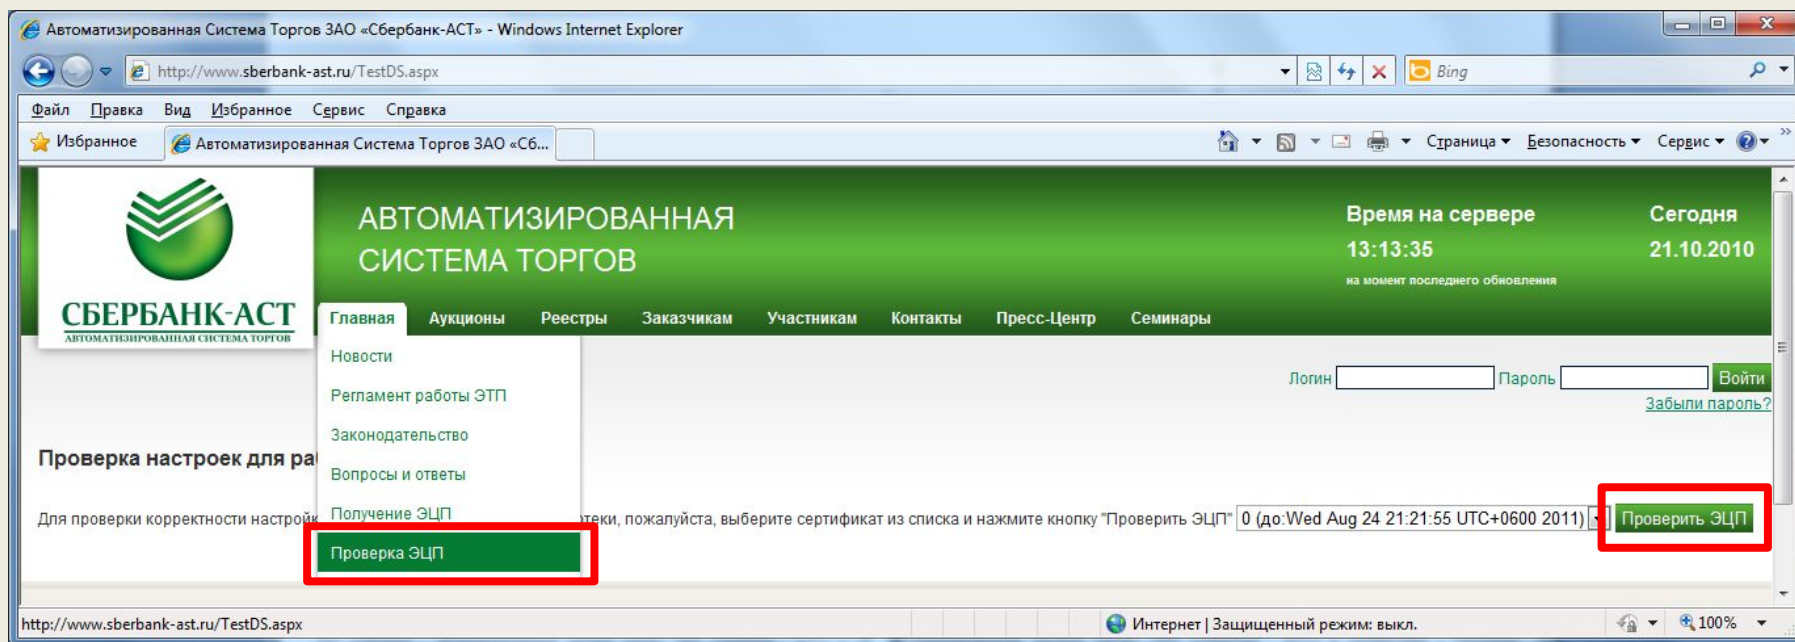 Автоматизированная Система Торгов ЗАО «Сбербанк-АСТ» - Windows Internet Explorer
http://www.sberbank-ast.ru/TestDS.aspx
Bing
Файл Правка Вид Избранное Сервис Справка
Избранное
Автоматизированная Система Торгов ЗАО «Сб...
Страница
Безопасность
Сервис
СБЕРБАНК-АСТ
АВТОМАТИЗИРОВАННАЯ СИСТЕМА ТОРГОВ
АВТОМАТИЗИРОВАННАЯ
СИСТЕМА ТОРГОВ
Время на сервере
13:13:35
на момент последнего обновления
Сегодня
21.10.2010
Главная Аукционы Реестры Заказчикам Участникам Контакты Пресс-Центр Семинары
Новости
Регламент работы ЭТП
Законодательство
Вопросы и ответы
Получение ЭЦП
Проверка ЭЦП
Логин
Пароль
Войти
Забыли пароль?
Проверка настроек для ра
Для проверки корректности настройк
теки, пожалуйста, выберите сертификат из списка и нажмите кнопку "Проверить ЭЦП"
0 (до:Wed Aug 24 21:21:55 UTC+0600 2011)
Проверить ЭЦП
http://www.sberbank-ast.ru/TestDS.aspx
Интернет | Защищенный режим: выкл.
100%